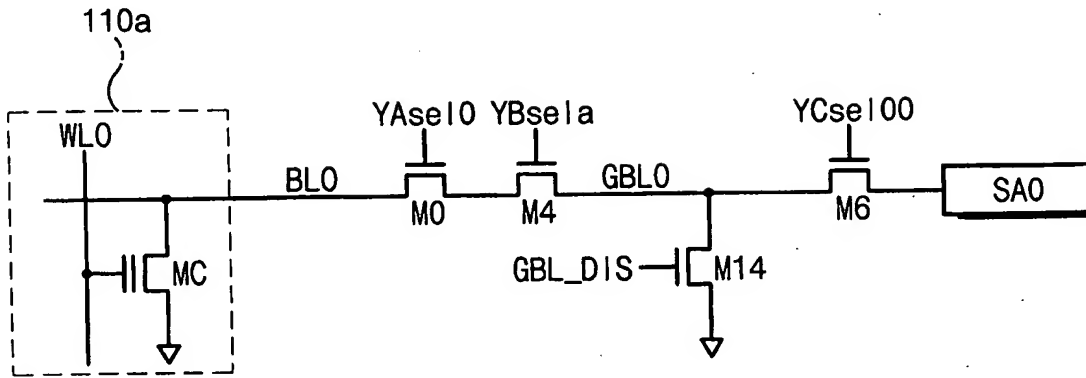 110a
WL0
YAsel0
YBsela
YCsel00
BL0
GBL0
SA0
M0
M4
M6
MC
GBL_DIS
M14